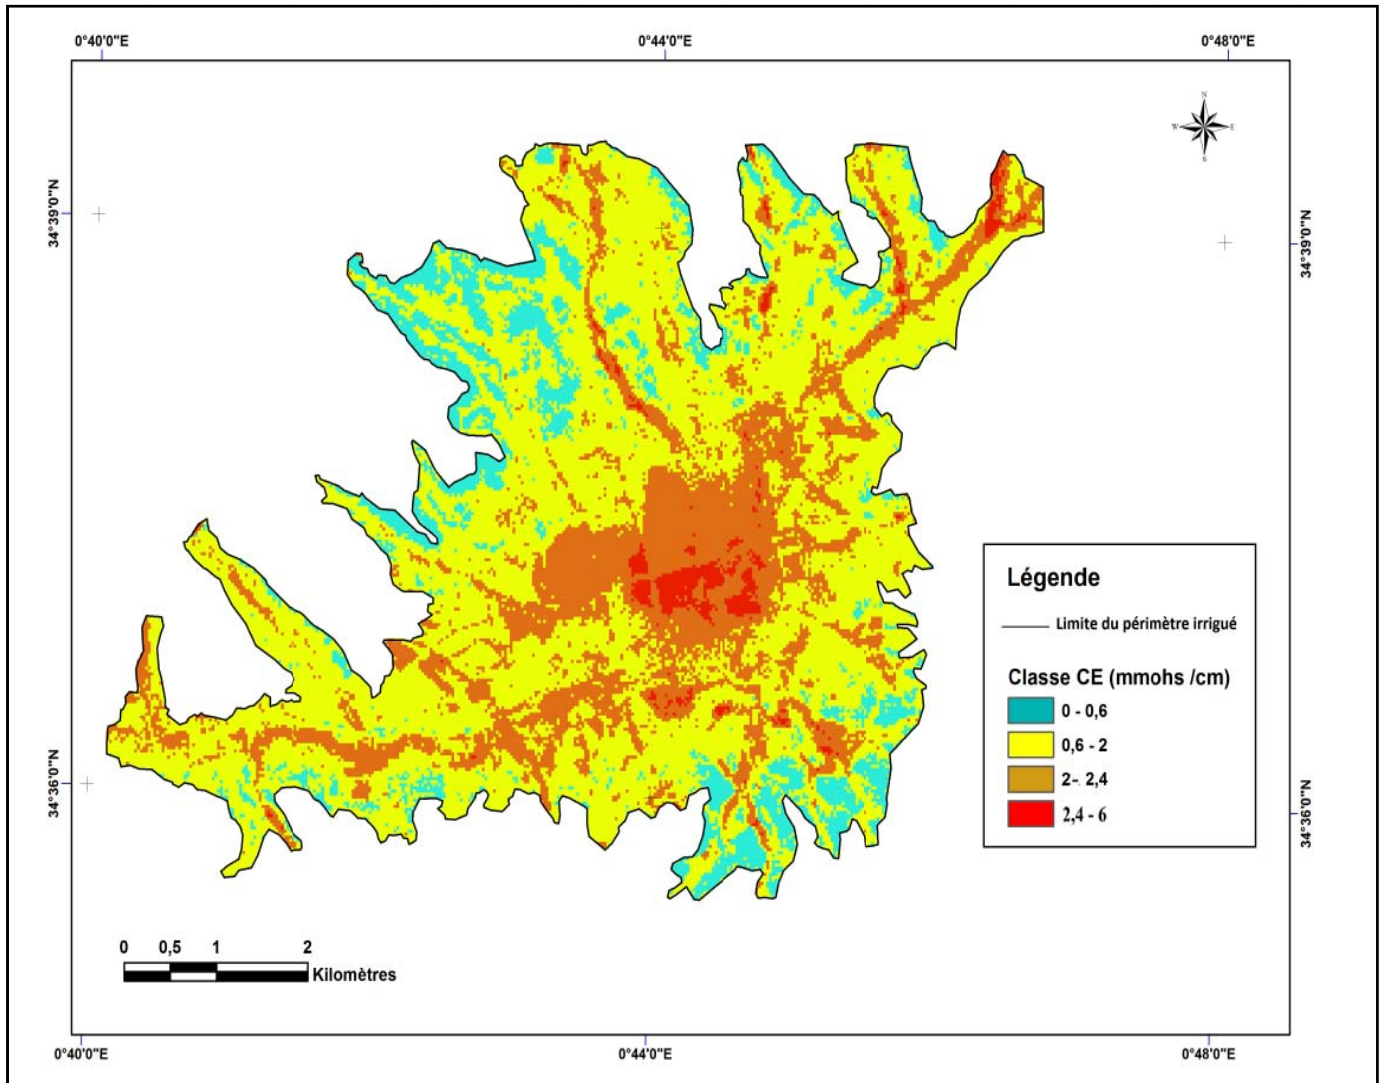 0°40'0"E 0°44'0"E 0°48'0"E
N
W E
S
34°39'0"N
34°39'0"N
Légende
Limite du périmètre irrigué
Classe CE (mmohs /cm)
0 - 0,6
0,6 - 2
2- 2,4
2,4 - 6
34°36'0"N
34°36'0"N
0 0,5 1 2
Kilomètres
0°40'0"E 0°44'0"E 0°48'0"E